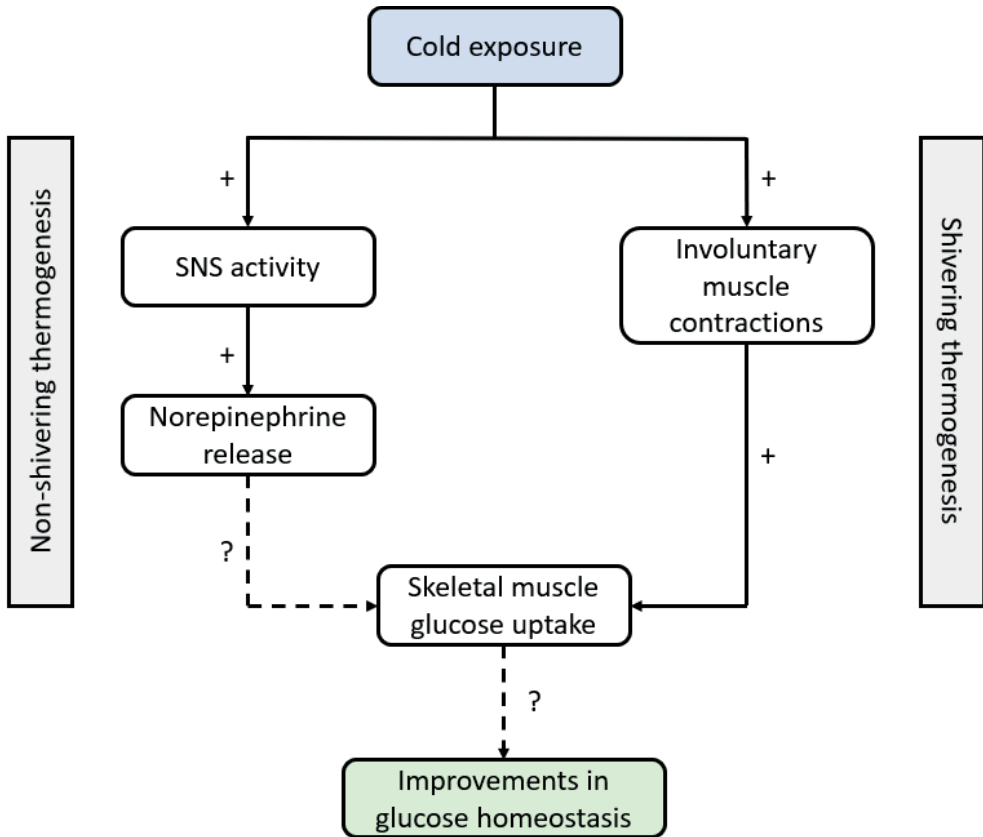 Cold exposure
Non-shivering thermogenesis
Shivering thermogenesis
+
+
SNS activity
Involuntary
muscle
contractions
+
Norepinephrine
release
+
?
Skeletal muscle
glucose uptake
?
Improvements in
glucose homeostasis